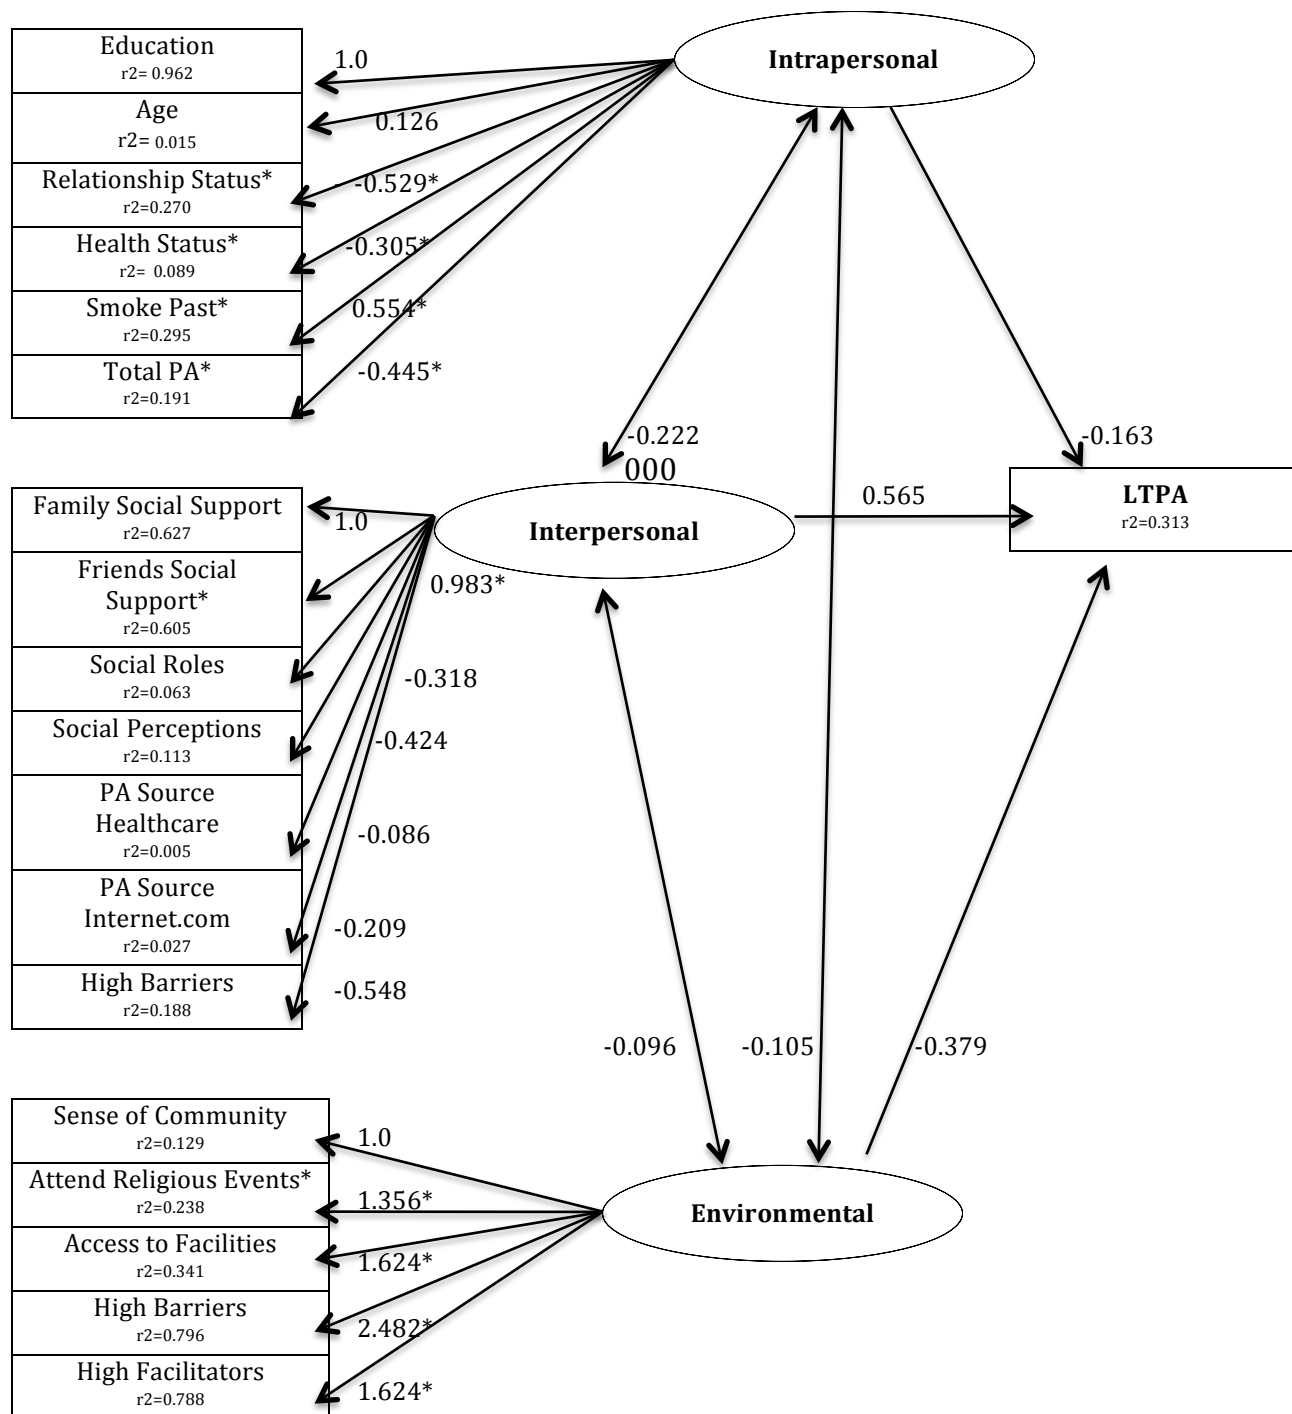 Education
r2= 0.962
Age
r2= 0.015
Relationship Status*
r2=0.270
Health Status*
r2= 0.089
Smoke Past*
r2=0.295
Total PA*
r2=0.191
1.0
0.126
-0.529*
-0.305*
0.554*
-0.445*
Intrapersonal
-0.222
000
-0.163
Family Social Support
r2=0.627
Friends Social
Support*
r2=0.605
Social Roles
r2=0.063
Social Perceptions
r2=0.113
PA Source
Healthcare
r2=0.005
PA Source
Internet.com
r2=0.027
High Barriers
r2=0.188
1.0
0.983*
-0.318
-0.424
-0.086
-0.209
-0.548
Interpersonal
0.565
LTPA
r2=0.313
-0.096
-0.105
-0.379
Sense of Community
r2=0.129
Attend Religious Events*
r2=0.238
Access to Facilities
r2=0.341
High Barriers
r2=0.796
High Facilitators
r2=0.788
1.0
1.356*
1.624*
2.482*
1.624*
Environmental